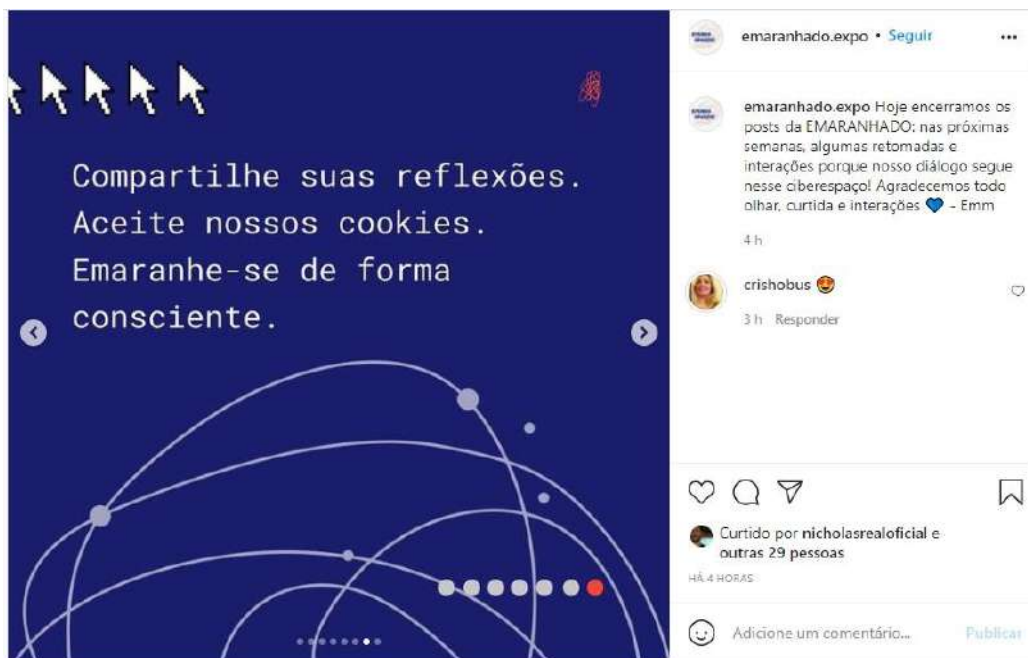 Compartilhe suas reflexões.
Aceite nossos cookies.
Emaranhe-se de forma
consciente.
emaranhado.expo • Seguir
emaranhado.expo Hoje encerramos os
posts da EMARANHADO: nas próximas
semanas, algumas retomadas e
interações porque nosso diálogo segue
nesse ciberespaço! Agradecemos todo
olhar, curtida e interações 💙 - Emm
4 h
crishobus 😍
3 h Responder
Curtido por nicholasrealoficial e
outras 29 pessoas
HÁ 4 HORAS
Adicione um comentário... Publicar